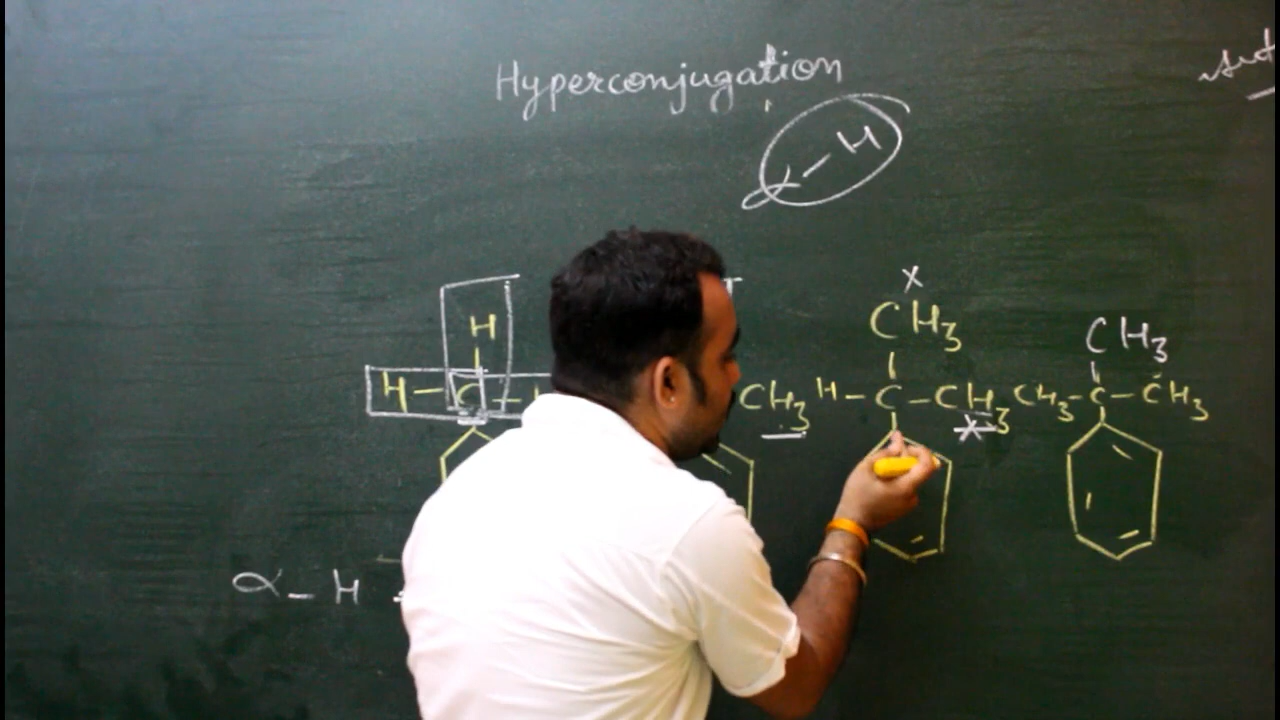 Hyperconjugation
α – H
x
CH3 CH3
H
H – C – CH3 H – C – CH3 CH3 – C – CH3
x
α – H